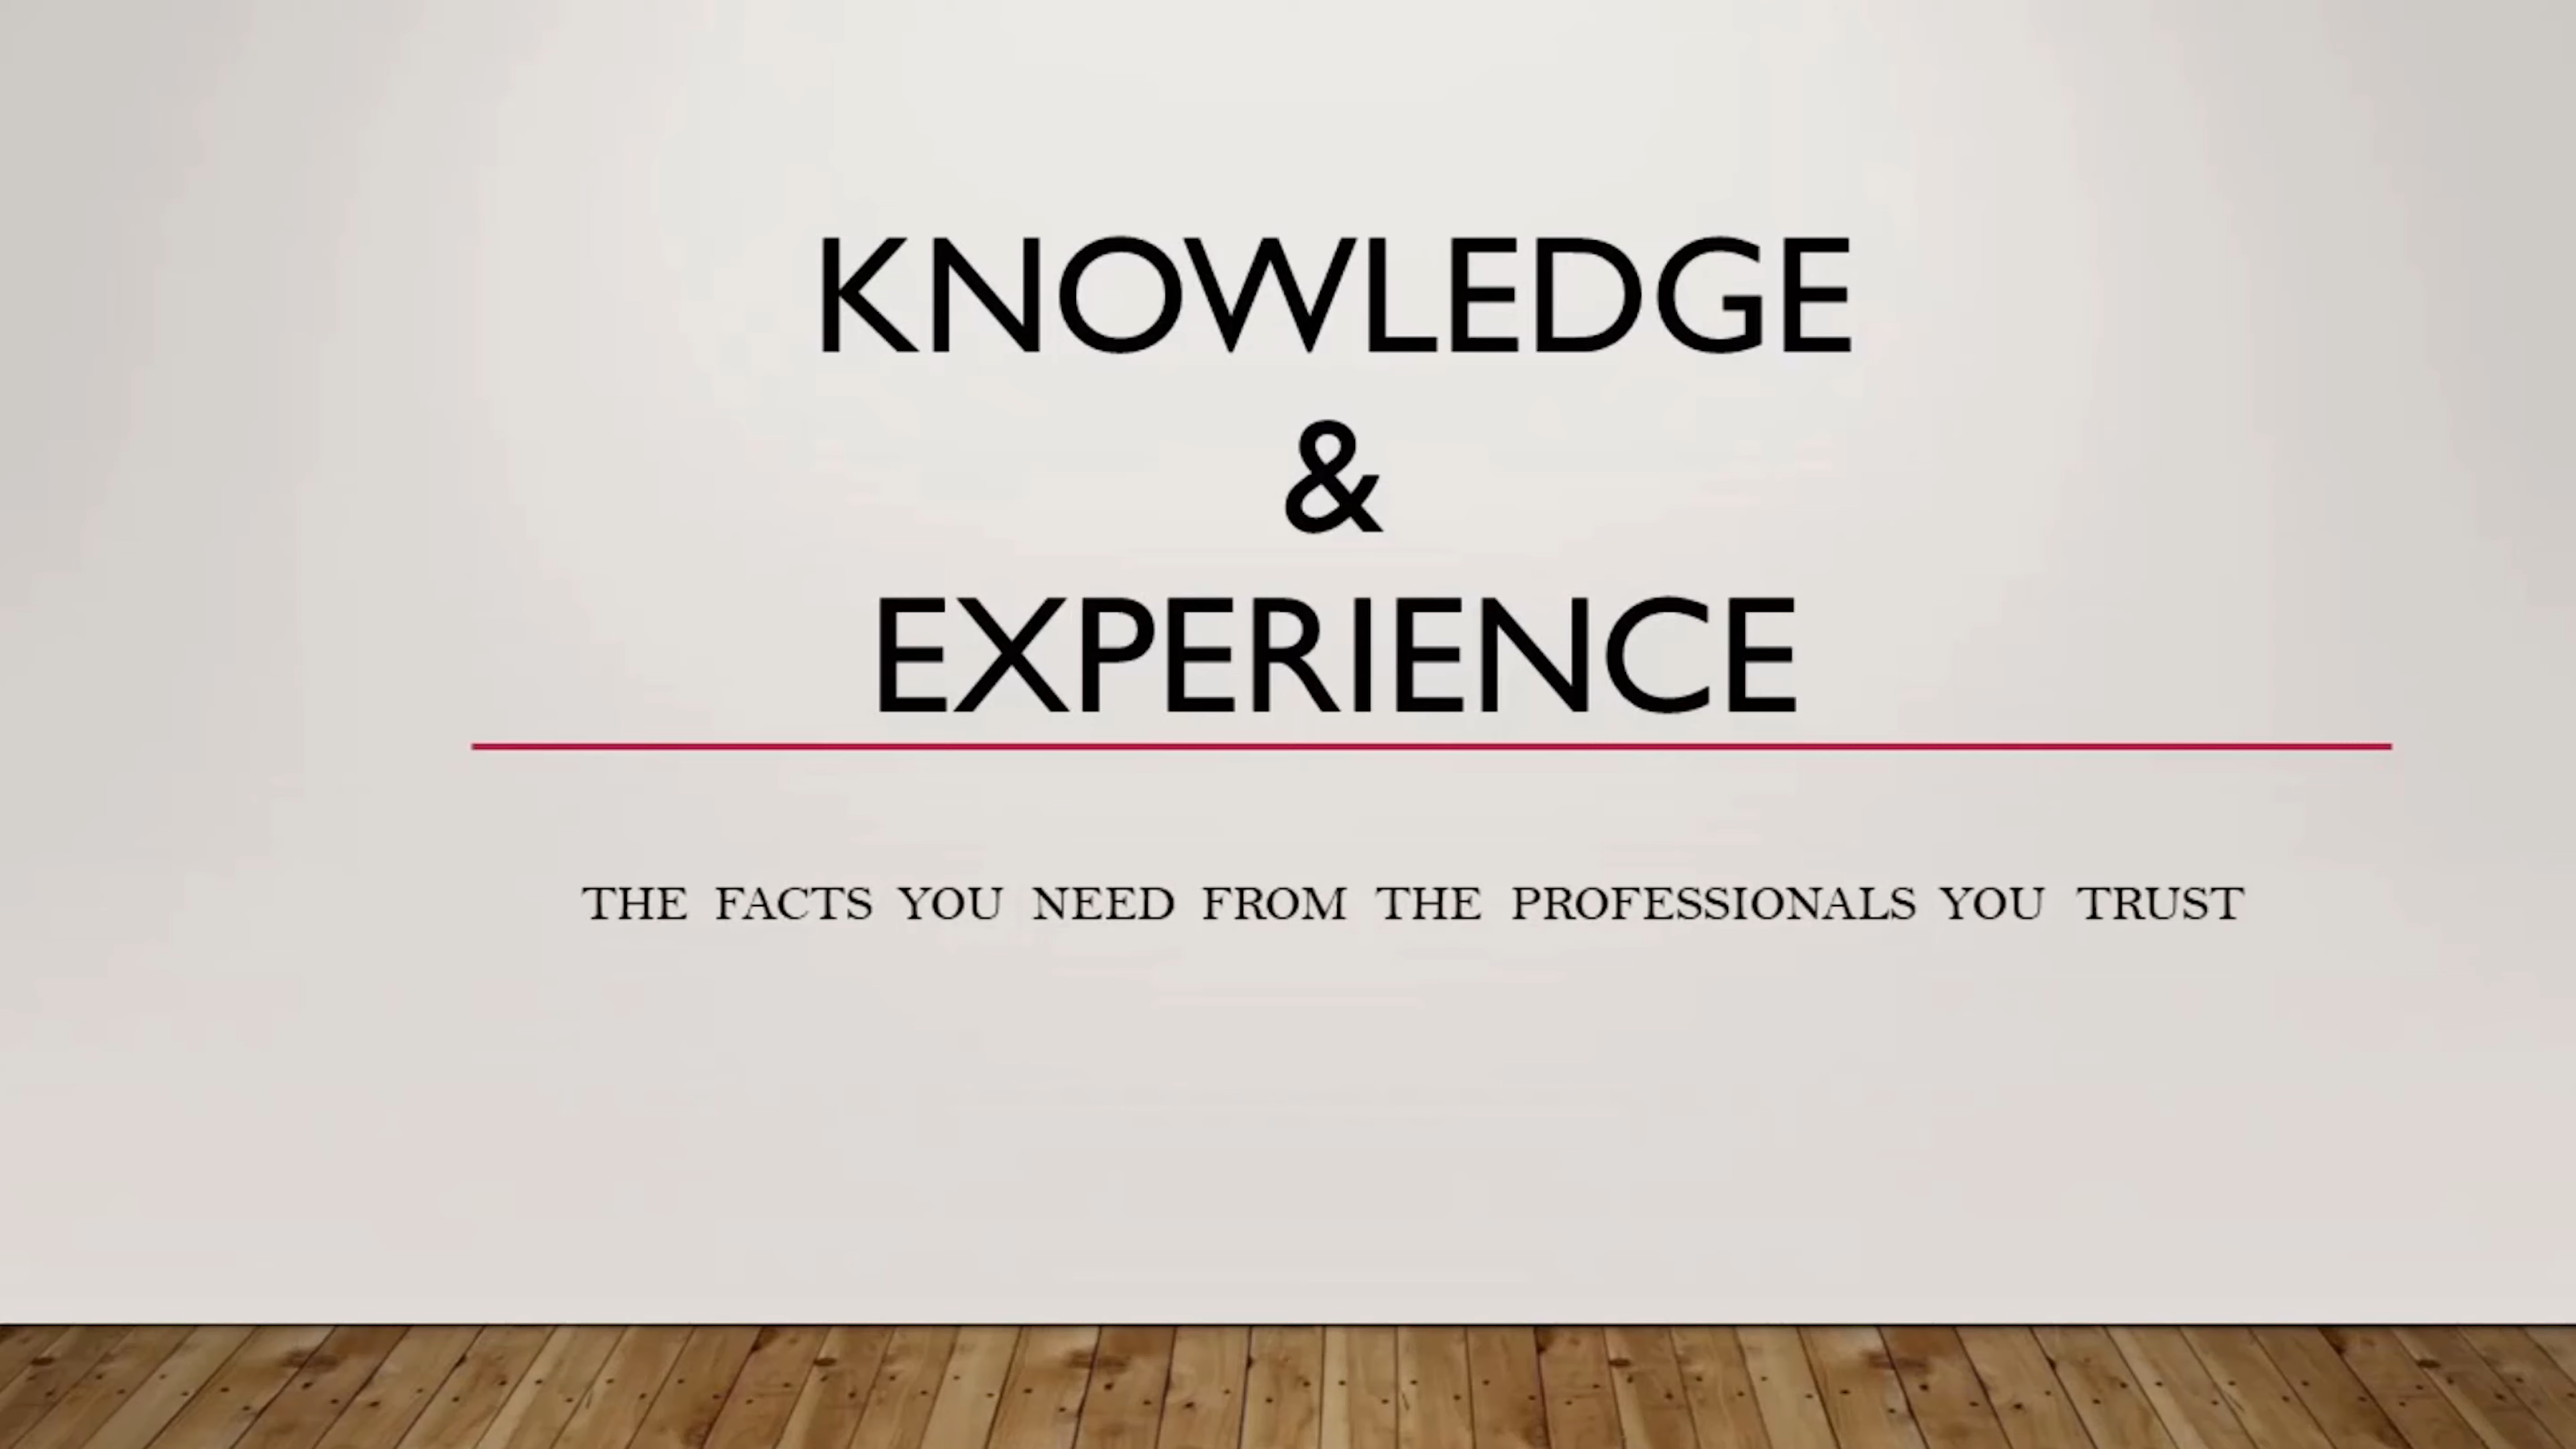 KNOWLEDGE
&
EXPERIENCE
THE FACTS YOU NEED FROM THE PROFESSIONALS YOU TRUST